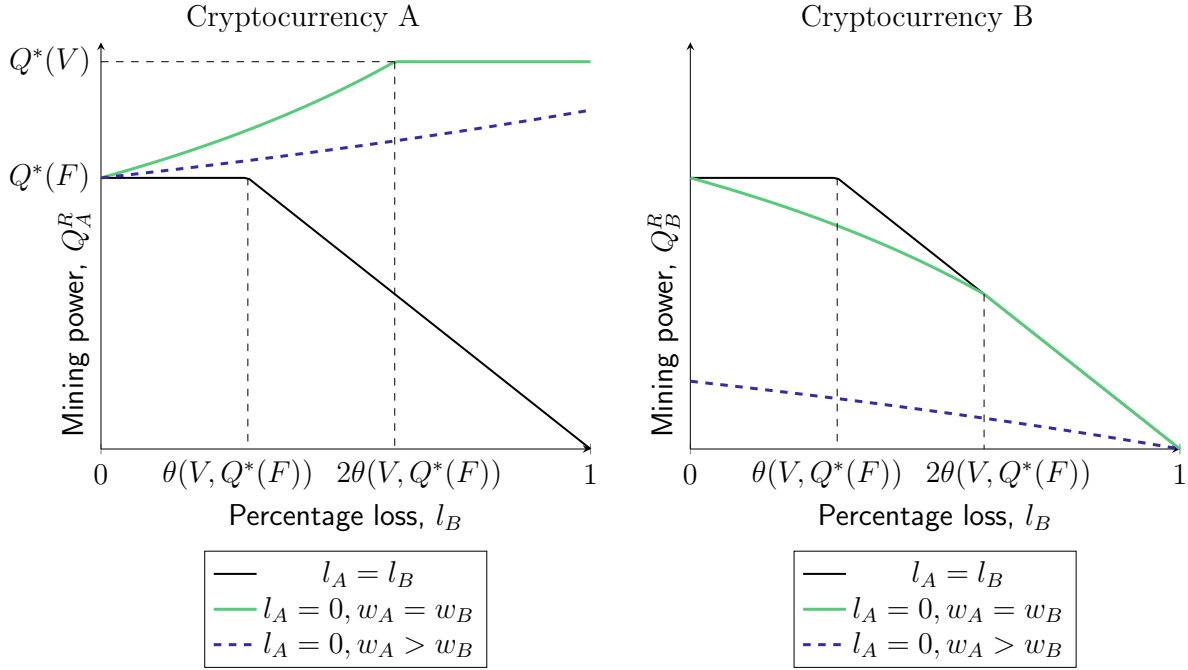 Cryptocurrency A
Q*(V)
Q*(F)
Mining power, Q_A^R
0
θ(V, Q*(F))
2θ(V, Q*(F))
1
Percentage loss, l_B
l_A = l_B
l_A = 0, w_A = w_B
l_A = 0, w_A > w_B
Cryptocurrency B
Mining power, Q_B^R
0
θ(V, Q*(F))
2θ(V, Q*(F))
1
Percentage loss, l_B
l_A = l_B
l_A = 0, w_A = w_B
l_A = 0, w_A > w_B